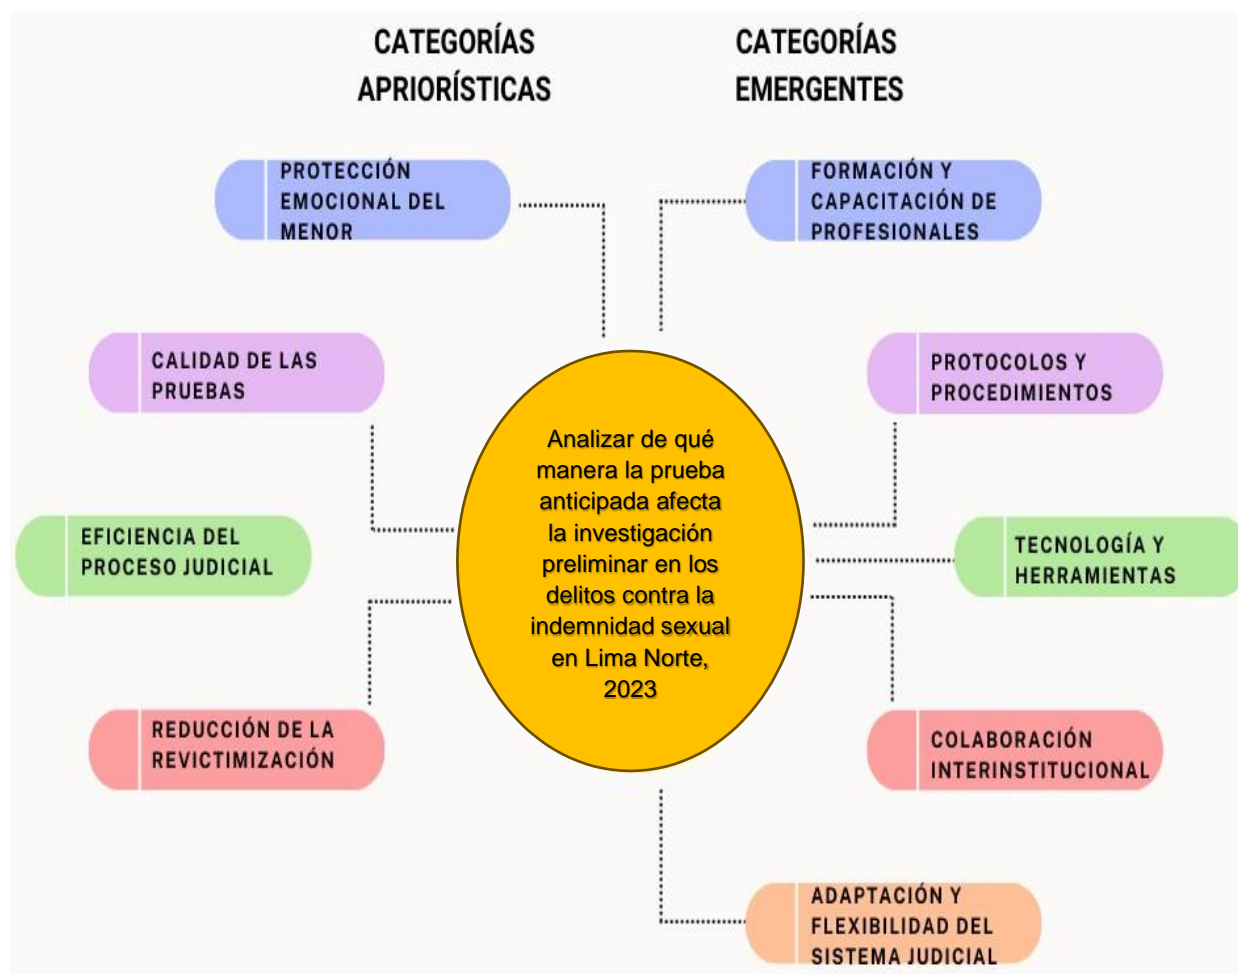 CATEGORÍAS
APRIORÍSTICAS
CATEGORÍAS
EMERGENTES
PROTECCIÓN
EMOCIONAL DEL
MENOR
FORMACIÓN Y
CAPACITACIÓN DE
PROFESIONALES
CALIDAD DE LAS
PRUEBAS
PROTOCOLOS Y
PROCEDIMIENTOS
Analizar de qué
manera la prueba
anticipada afecta
la investigación
preliminar en los
delitos contra la
indemnidad sexual
en Lima Norte,
2023
EFICIENCIA DEL
PROCESO JUDICIAL
TECNOLOGÍA Y
HERRAMIENTAS
REDUCCIÓN DE LA
REVICTIMIZACIÓN
COLABORACIÓN
INTERINSTITUCIONAL
ADAPTACIÓN Y
FLEXIBILIDAD DEL
SISTEMA JUDICIAL